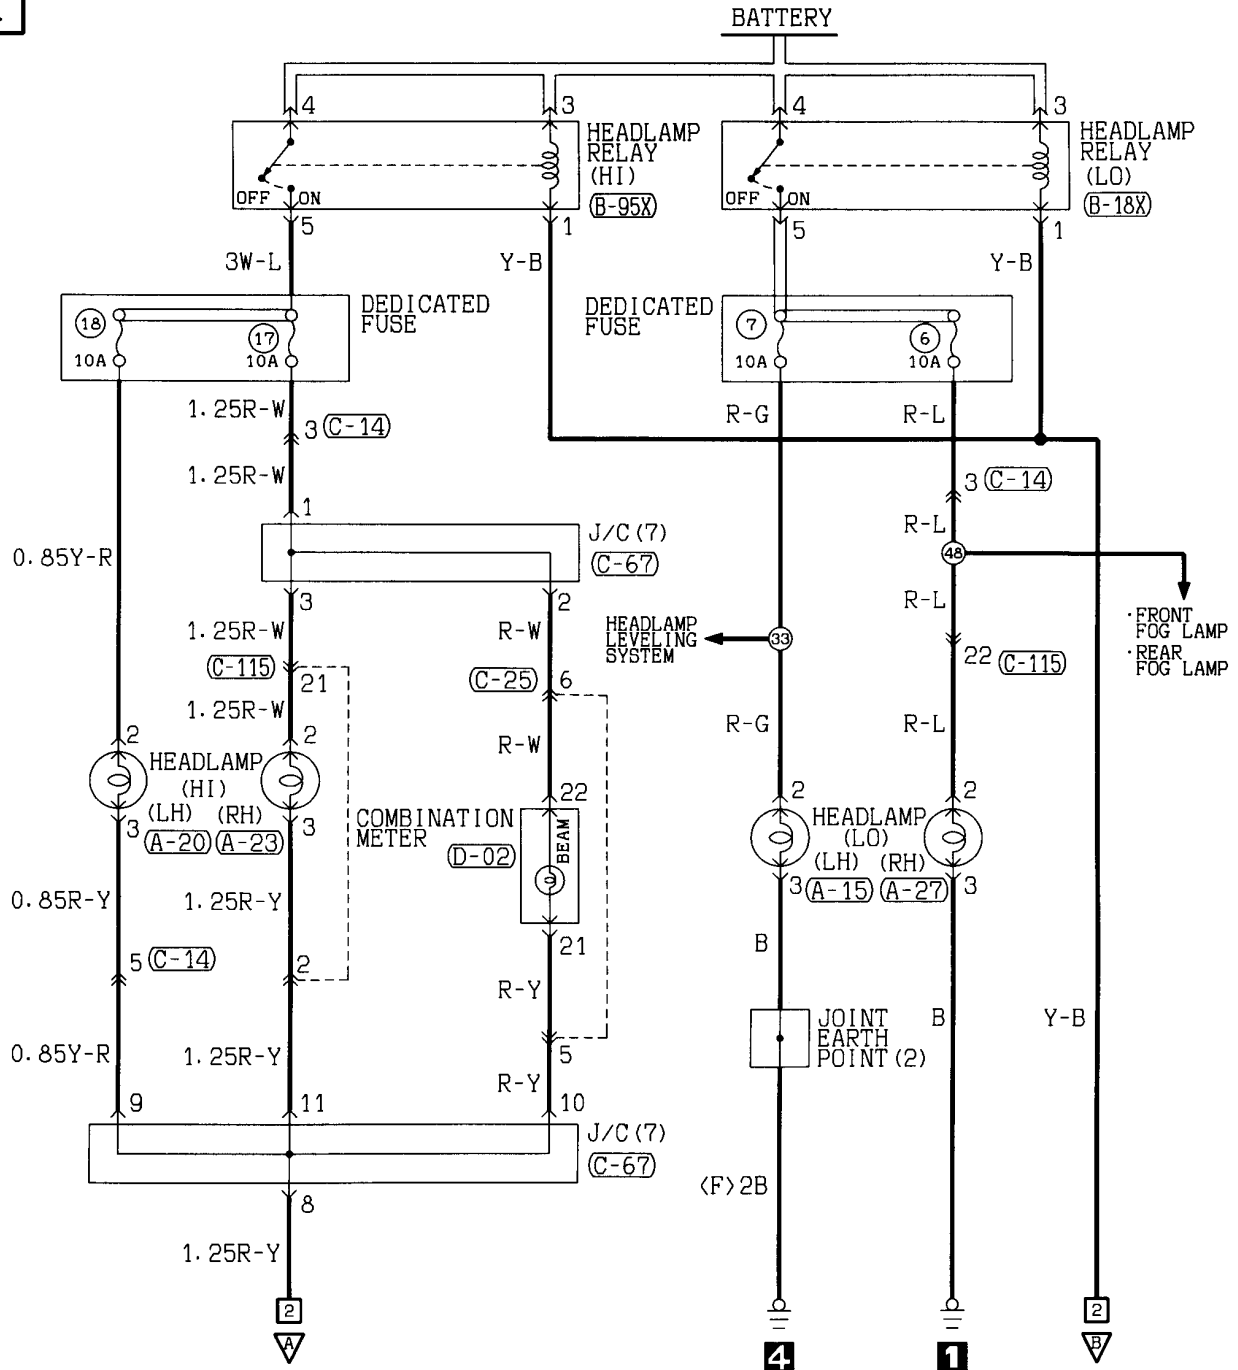 BATTERY
4 3 4 3
HEADLAMP
RELAY
(HI)
B-95X
HEADLAMP
RELAY
(LO)
B-18X
OFF ON
OFF ON
5 1 5 1
3W-L Y-B Y-B
DEDICATED
FUSE
DEDICATED
FUSE
18 17 7 6
10A 10A 10A 10A
1.25R-W R-G R-L
3 C-14
1.25R-W
3 C-14
1
R-L
J/C(7)
C-67
0.85Y-R
48
3 2
R-L
·FRONT
FOG LAMP
·REAR
FOG LAMP
1.25R-W R-W
HEADLAMP
LEVELING
SYSTEM
33
C-115
21
C-25 6
22 C-115
1.25R-W
R-W
R-G R-L
2 2
HEADLAMP
(HI)
(LH) (RH)
3 A-20 A-23 3
22
COMBINATION
METER
D-02
BEAM
2 2
HEADLAMP
(LO)
(LH) (RH)
3 A-15 A-27 3
0.85R-Y 1.25R-Y
21
B
5 C-14
2
R-Y
JOINT
EARTH
POINT(2)
B
Y-B
0.85Y-R 1.25R-Y
5
R-Y
9 11 10
J/C(7)
C-67
<F>2B
8
1.25R-Y
2 2
A B
4 1